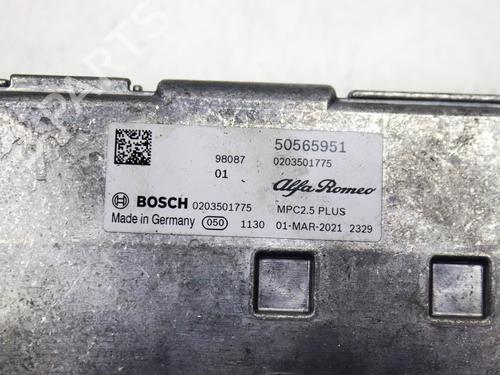 50565951
98087 0203501775
01 Alfa Romeo
BOSCH 0203501775 MPC2.5 PLUS
Made in Germany 050 1130 01-MAR-2021 2329